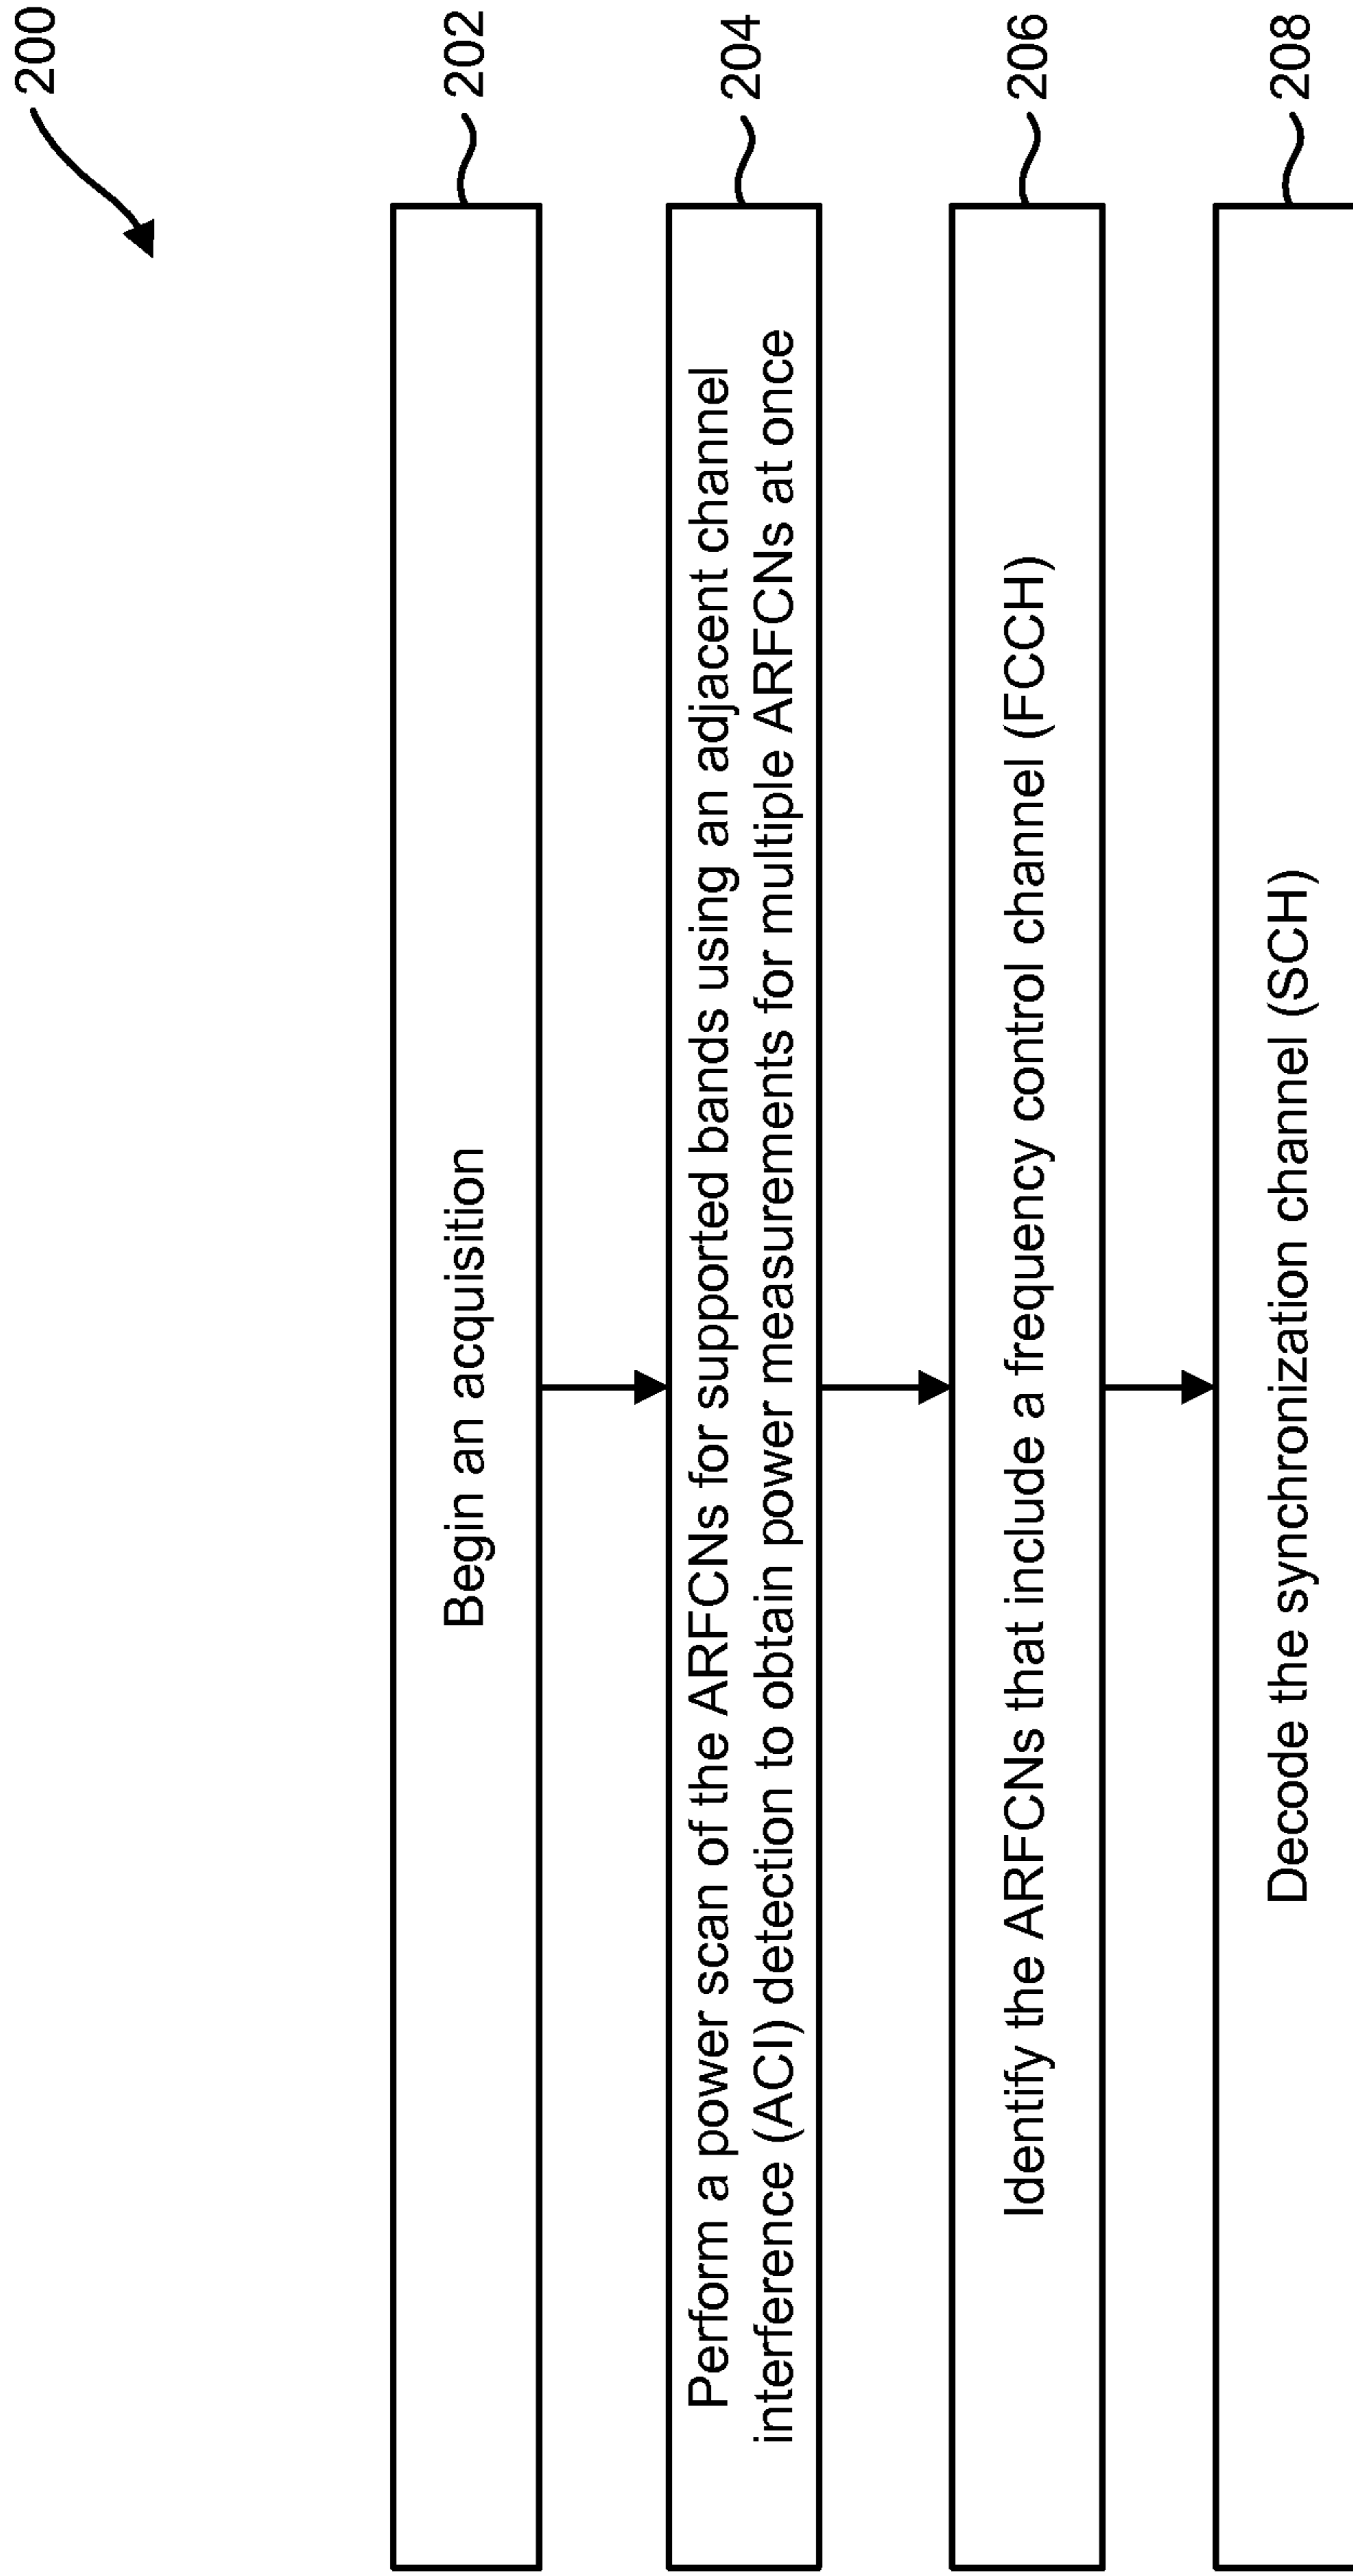 200
Begin an acquisition
202
Perform a power scan of the ARFCNs for supported bands using an adjacent channel
interference (ACI) detection to obtain power measurements for multiple ARFCNs at once
204
Identify the ARFCNs that include a frequency control channel (FCCH)
206
Decode the synchronization channel (SCH)
208